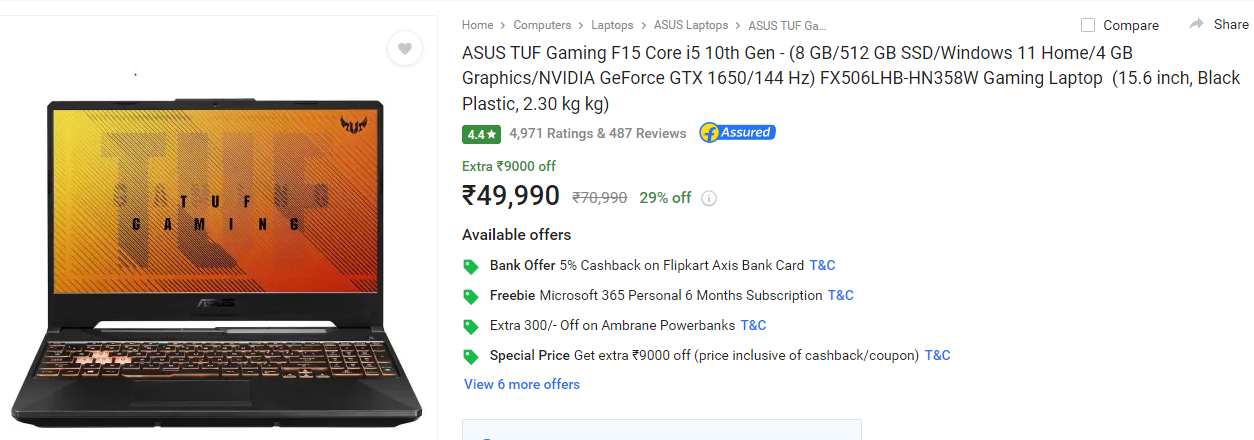 Home > Computers > Laptops > ASUS Laptops > ASUS TUF Ga...
Compare
Share
ASUS TUF Gaming F15 Core i5 10th Gen - (8 GB/512 GB SSD/Windows 11 Home/4 GB
Graphics/NVIDIA GeForce GTX 1650/144 Hz) FX506LHB-HN358W Gaming Laptop (15.6 inch, Black
Plastic, 2.30 kg kg)
4.4★ 4,971 Ratings & 487 Reviews f Assured
Extra ₹9000 off
₹49,990 ₹70,990 29% off i
Available offers
Bank Offer 5% Cashback on Flipkart Axis Bank Card T&C
Freebie Microsoft 365 Personal 6 Months Subscription T&C
Extra 300/- Off on Ambrane Powerbanks T&C
Special Price Get extra ₹9000 off (price inclusive of cashback/coupon) T&C
View 6 more offers
TUF
TUF
GAMING
ASUS